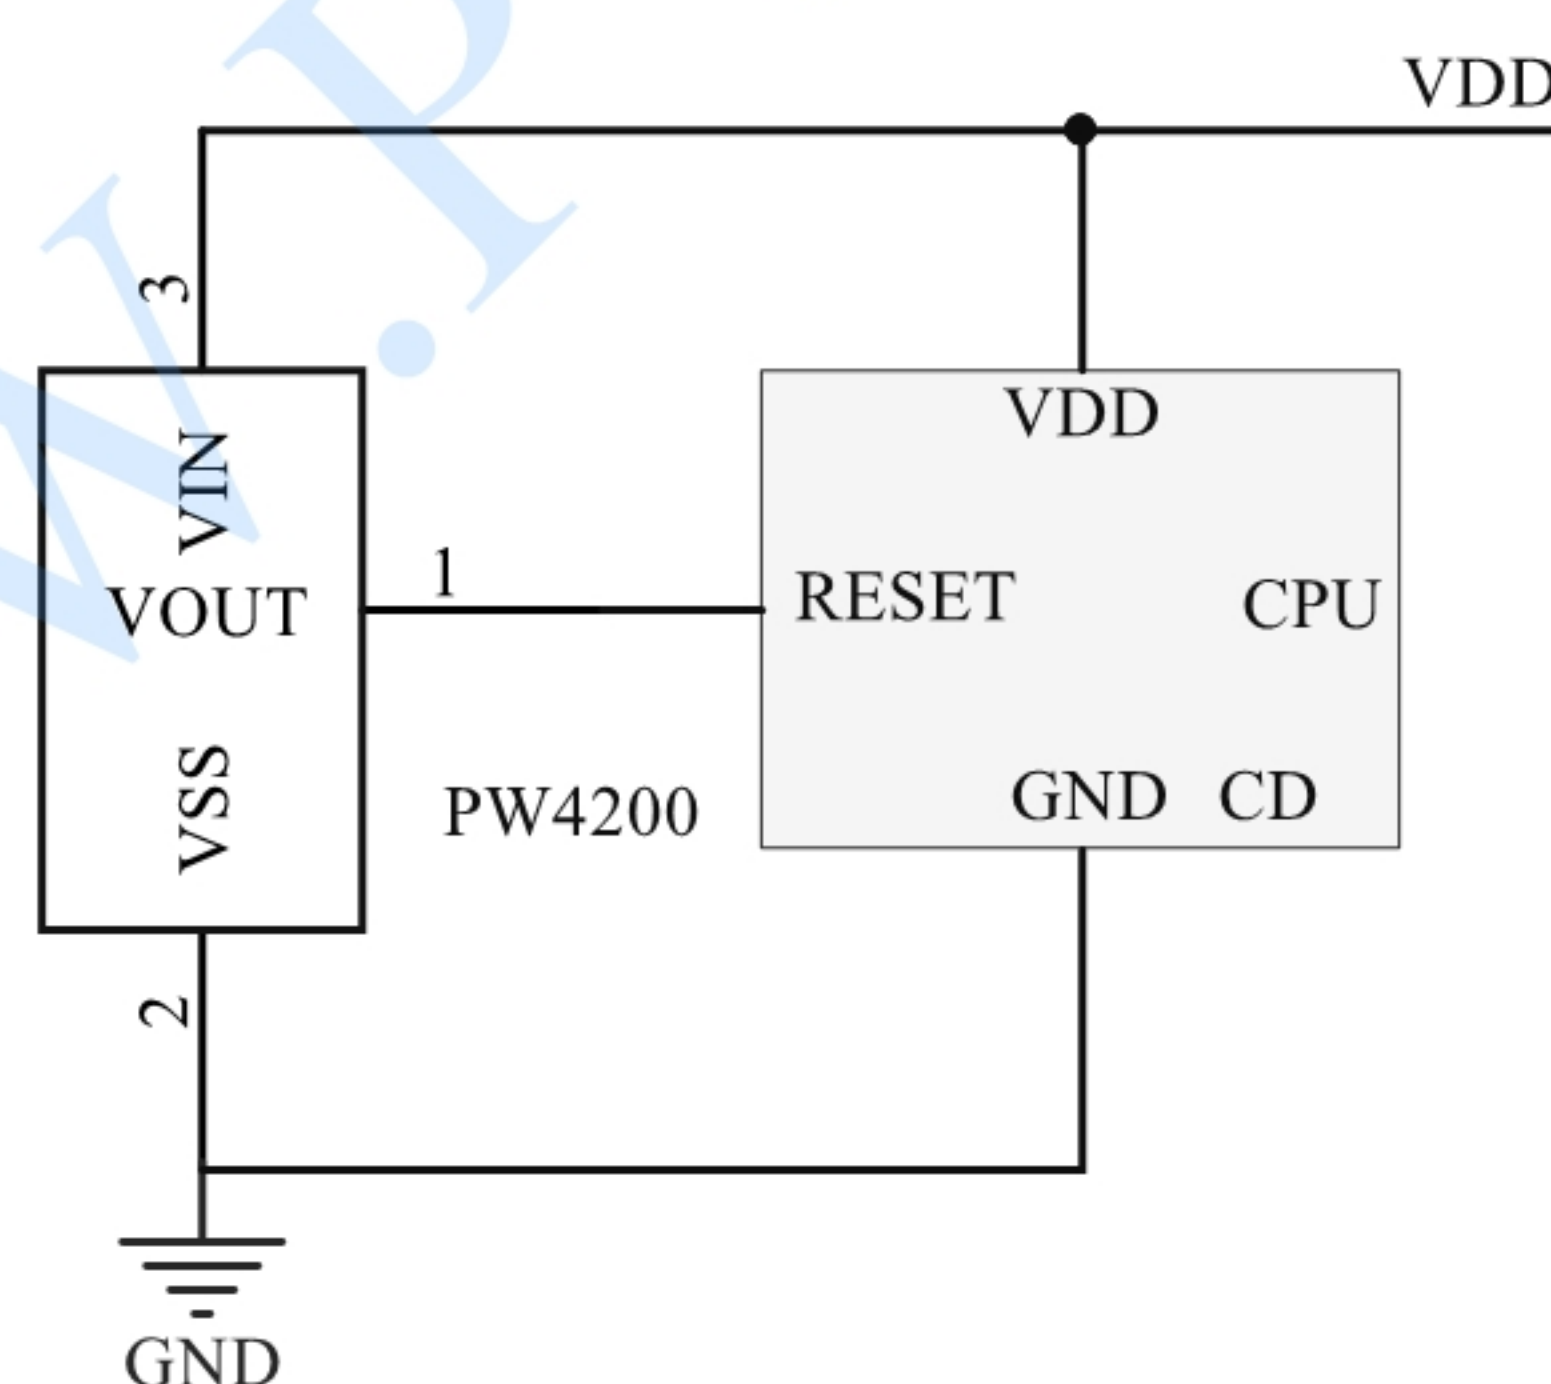 VDD
3
VIN
VDD
1
VOUT
RESET
CPU
VSS
PW4200
GND CD
2
GND
W.P